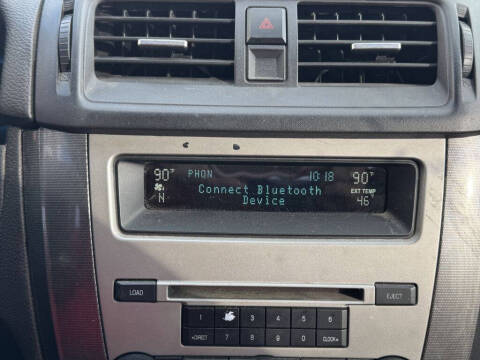 90° PHON 10:18 90°
Connect Bluetooth EXT TEMP
N Device 46°
LOAD EJECT
1 2 3 4 5 6
DIRECT 7 8 9 0 CLOCK